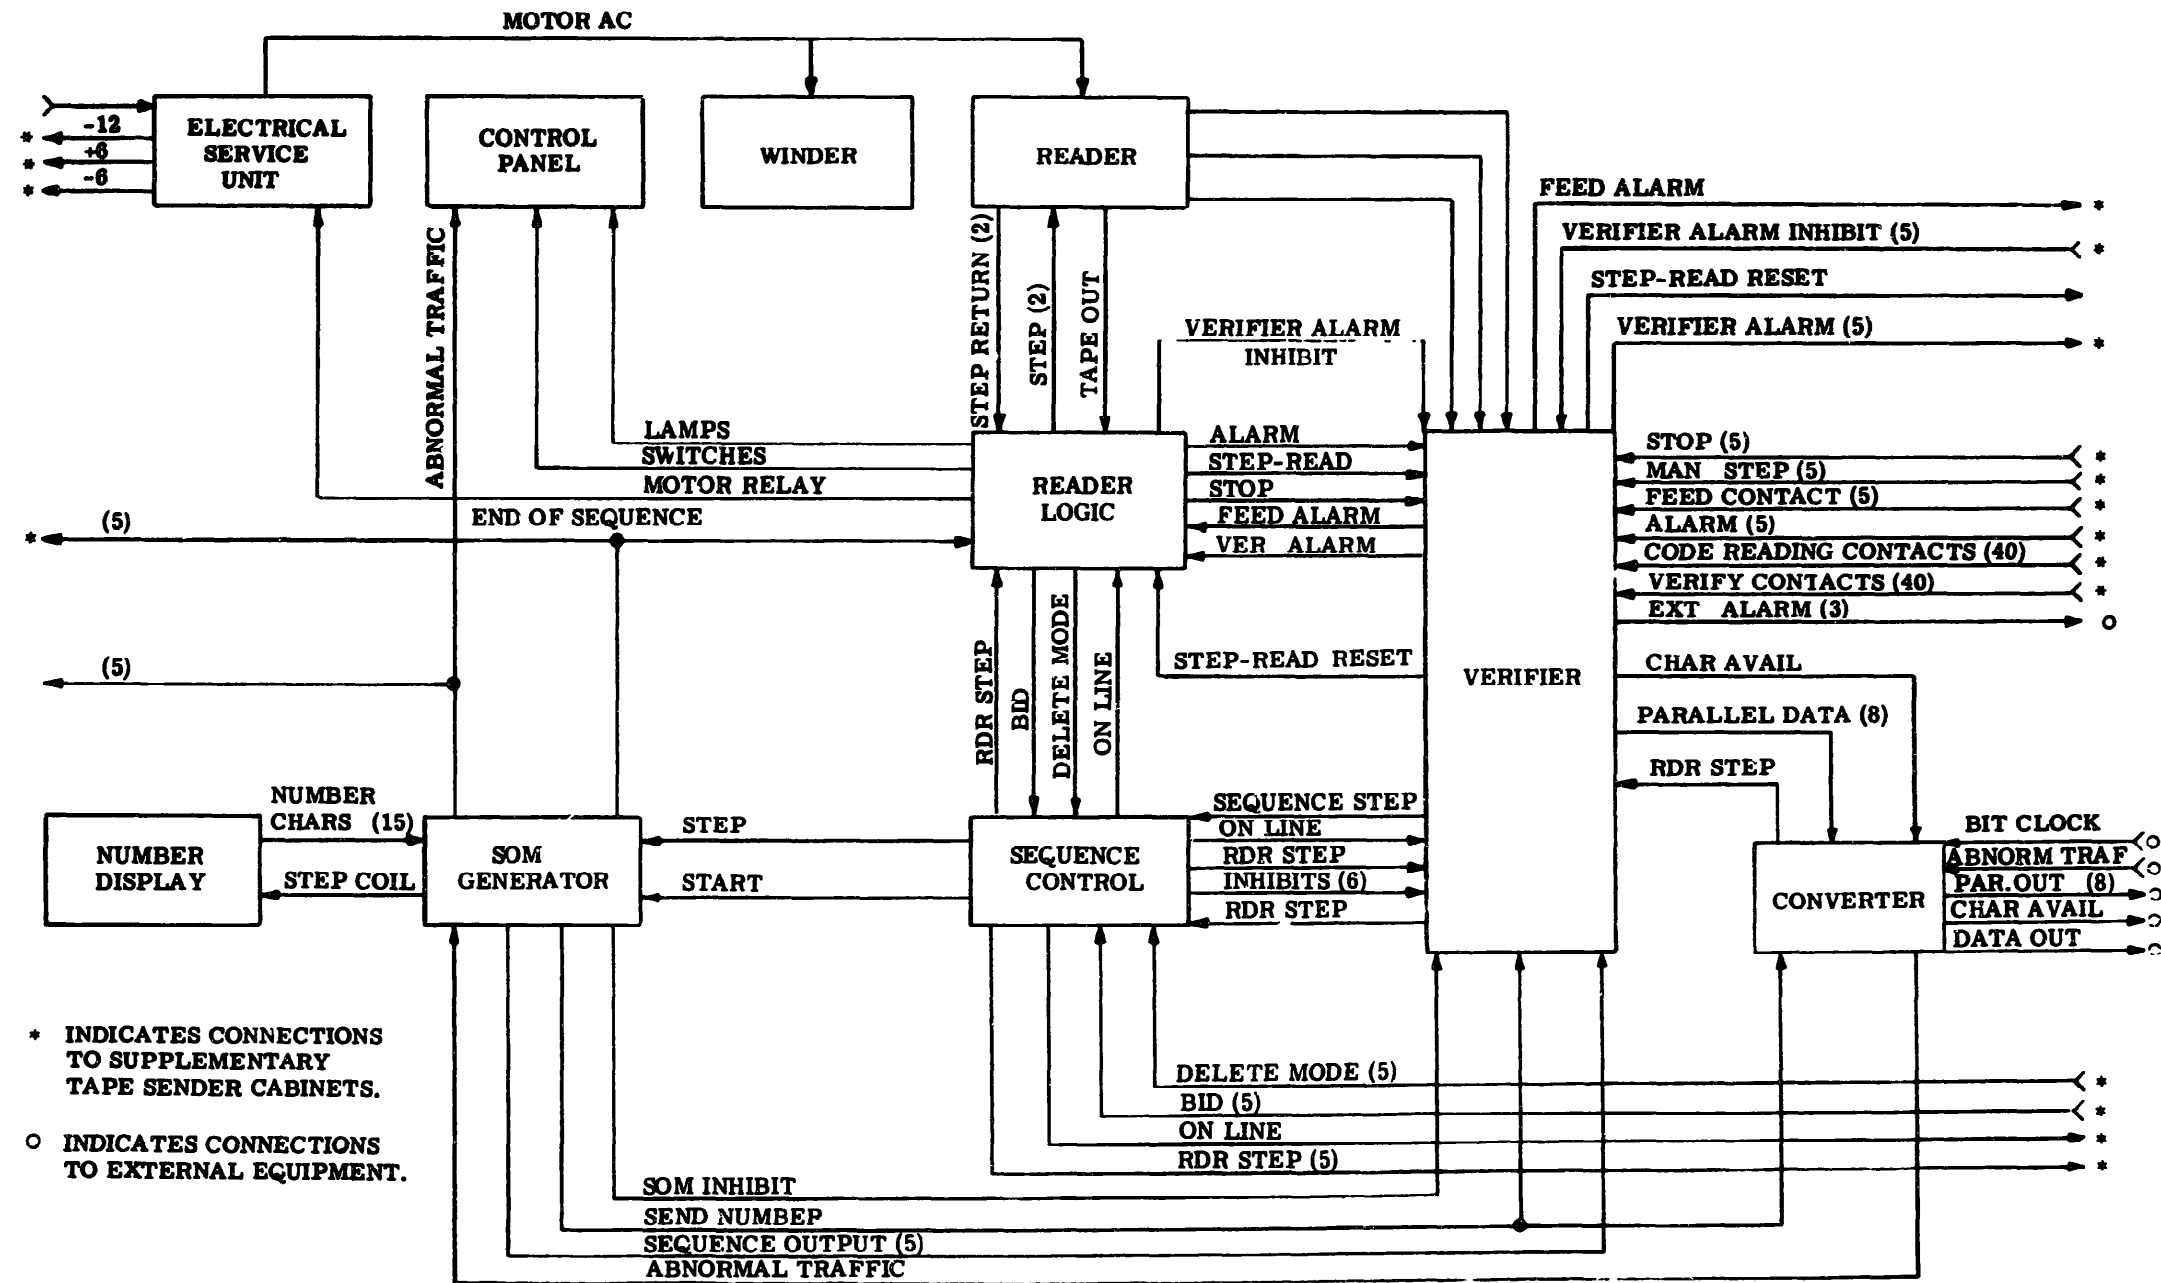 MOTOR AC
-12
+6
-6
ELECTRICAL
SERVICE
UNIT
CONTROL
PANEL
WINDER
READER
FEED ALARM
VERIFIER ALARM INHIBIT (5)
STEP-READ RESET
VERIFIER ALARM (5)
ABNORMAL TRAFFIC
STEP RETURN (2)
STEP (2)
TAPE OUT
VERIFIER ALARM
INHIBIT
LAMPS
SWITCHES
MOTOR RELAY
END OF SEQUENCE
(5)
READER
LOGIC
ALARM
STEP-READ
STOP
FEED ALARM
VER ALARM
STOP (5)
MAN STEP (5)
FEED CONTACT (5)
ALARM (5)
CODE READING CONTACTS (40)
VERIFY CONTACTS (40)
EXT ALARM (3)
(5)
RDR STEP
BID
DELETE MODE
ON LINE
STEP-READ RESET
VERIFIER
CHAR AVAIL
PARALLEL DATA (8)
RDR STEP
NUMBER
CHARS (15)
NUMBER
DISPLAY
STEP COIL
SOM
GENERATOR
STEP
START
SEQUENCE
CONTROL
SEQUENCE STEP
ON LINE
RDR STEP
INHIBITS (6)
RDR STEP
CONVERTER
BIT CLOCK
ABNORM TRAF
PAR.OUT (8)
CHAR AVAIL
DATA OUT
* INDICATES CONNECTIONS
TO SUPPLEMENTARY
TAPE SENDER CABINETS.
O INDICATES CONNECTIONS
TO EXTERNAL EQUIPMENT.
DELETE MODE (5)
BID (5)
ON LINE
RDR STEP (5)
SOM INHIBIT
SEND NUMBEP
SEQUENCE OUTPUT (5)
ABNORMAL TRAFFIC